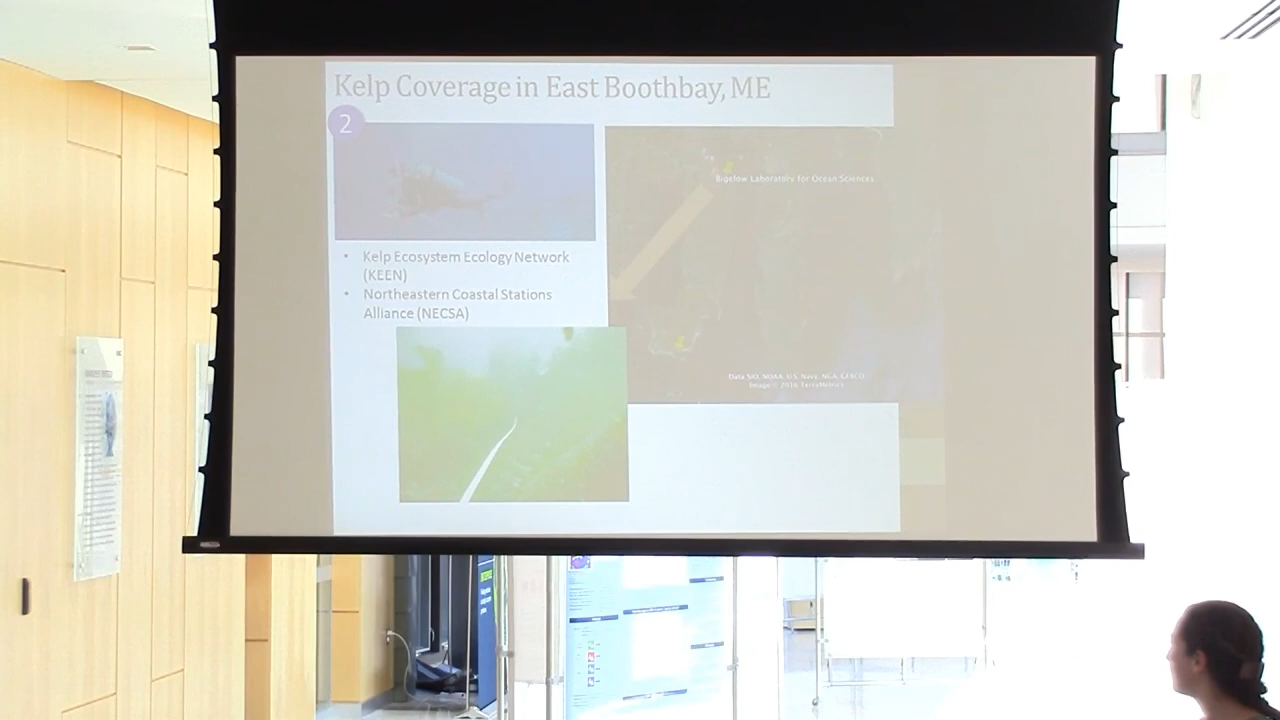 Kelp Coverage in East Boothbay, ME
2
Bigelow Laboratory for Ocean Sciences
• Kelp Ecosystem Ecology Network
(KEEN)
• Northeastern Coastal Stations
Alliance (NECSA)
Data SIO, NOAA, U.S. Navy, NGA, GEBCO
Image © 2016 TerraMetrics